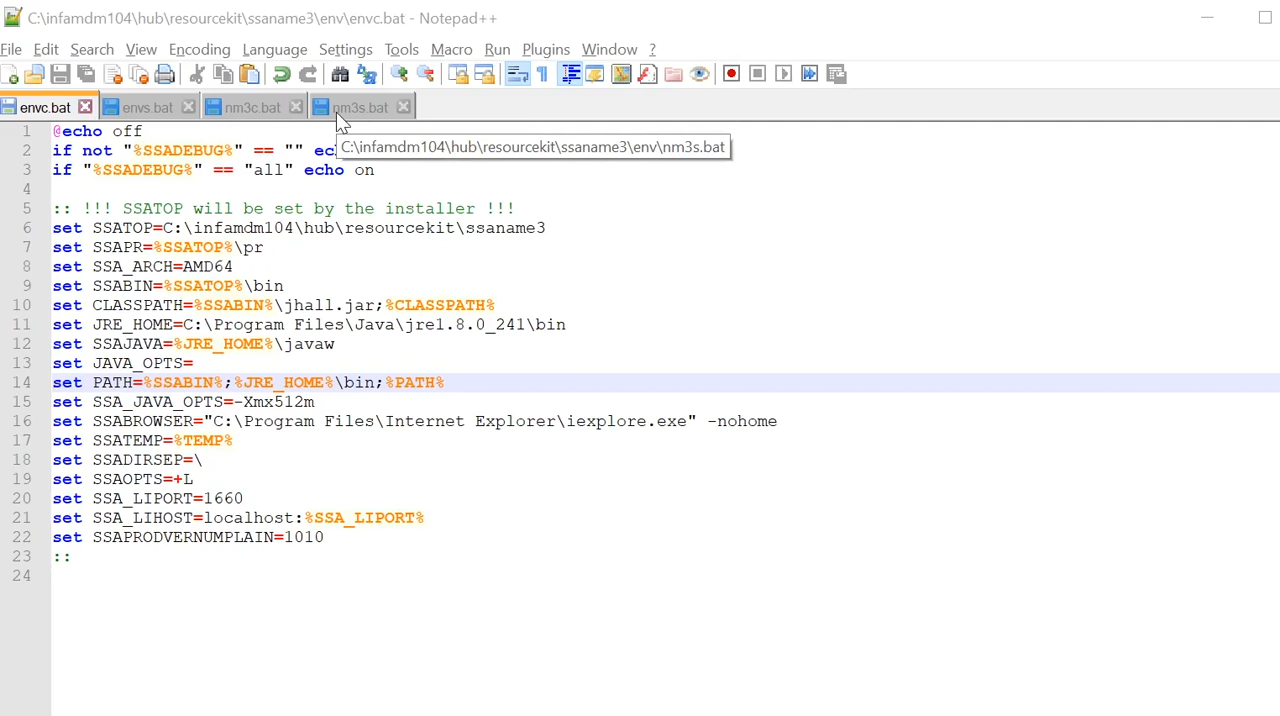 C:\infamdm104\hub\resourcekit\ssaname3\env\envc.bat - Notepad++
File Edit Search View Encoding Language Settings Tools Macro Run Plugins Window ?
envc.bat envs.bat nm3c.bat nm3s.bat
1 @echo off
2 if not "%SSADEBUG%" == "" ec
C:\infamdm104\hub\resourcekit\ssaname3\env\nm3s.bat
3 if "%SSADEBUG%" == "all" echo on
4
5 :: !!! SSATOP will be set by the installer !!!
6 set SSATOP=C:\infamdm104\hub\resourcekit\ssaname3
7 set SSAPR=%SSATOP%\pr
8 set SSA_ARCH=AMD64
9 set SSABIN=%SSATOP%\bin
10 set CLASSPATH=%SSABIN%\jhall.jar;%CLASSPATH%
11 set JRE_HOME=C:\Program Files\Java\jre1.8.0_241\bin
12 set SSAJAVA=%JRE_HOME%\javaw
13 set JAVA_OPTS=
14 set PATH=%SSABIN%;%JRE_HOME%\bin;%PATH%
15 set SSA_JAVA_OPTS=-Xmx512m
16 set SSABROWSER="C:\Program Files\Internet Explorer\iexplore.exe" -nohome
17 set SSATEMP=%TEMP%
18 set SSADIRSEP=\
19 set SSAOPTS=+L
20 set SSA_LIPORT=1660
21 set SSA_LIHOST=localhost:%SSA_LIPORT%
22 set SSAPRODVERNUMPLAIN=1010
23 ::
24